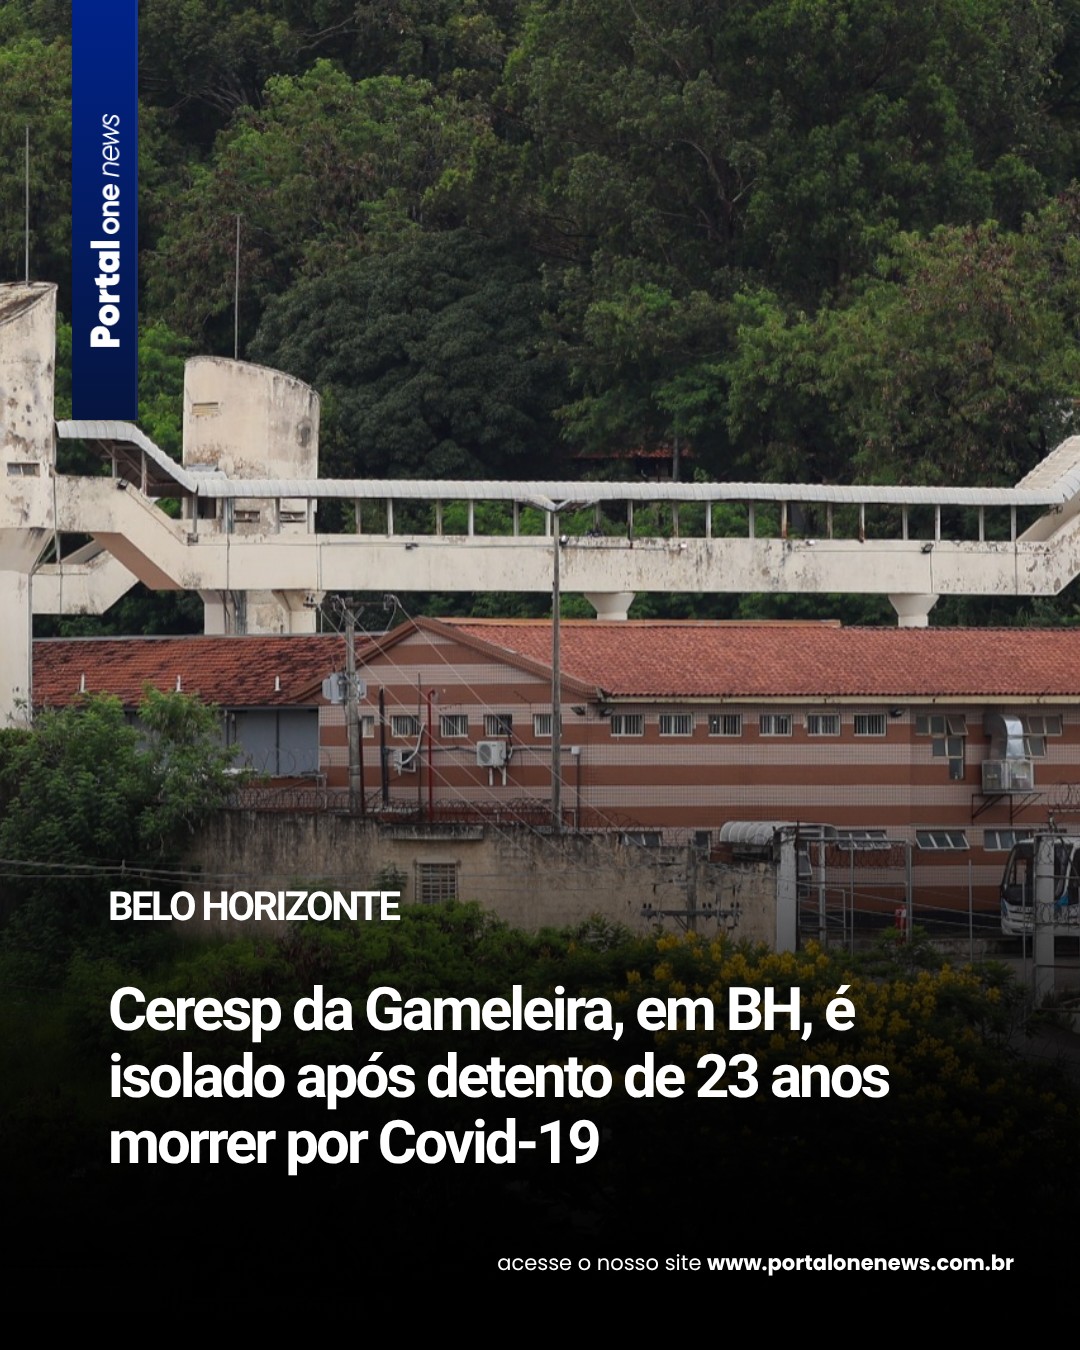 Portal one news
BELO HORIZONTE
Ceresp da Gameleira, em BH, é
isolado após detento de 23 anos
morrer por Covid-19
acesse o nosso site www.portalonenews.com.br